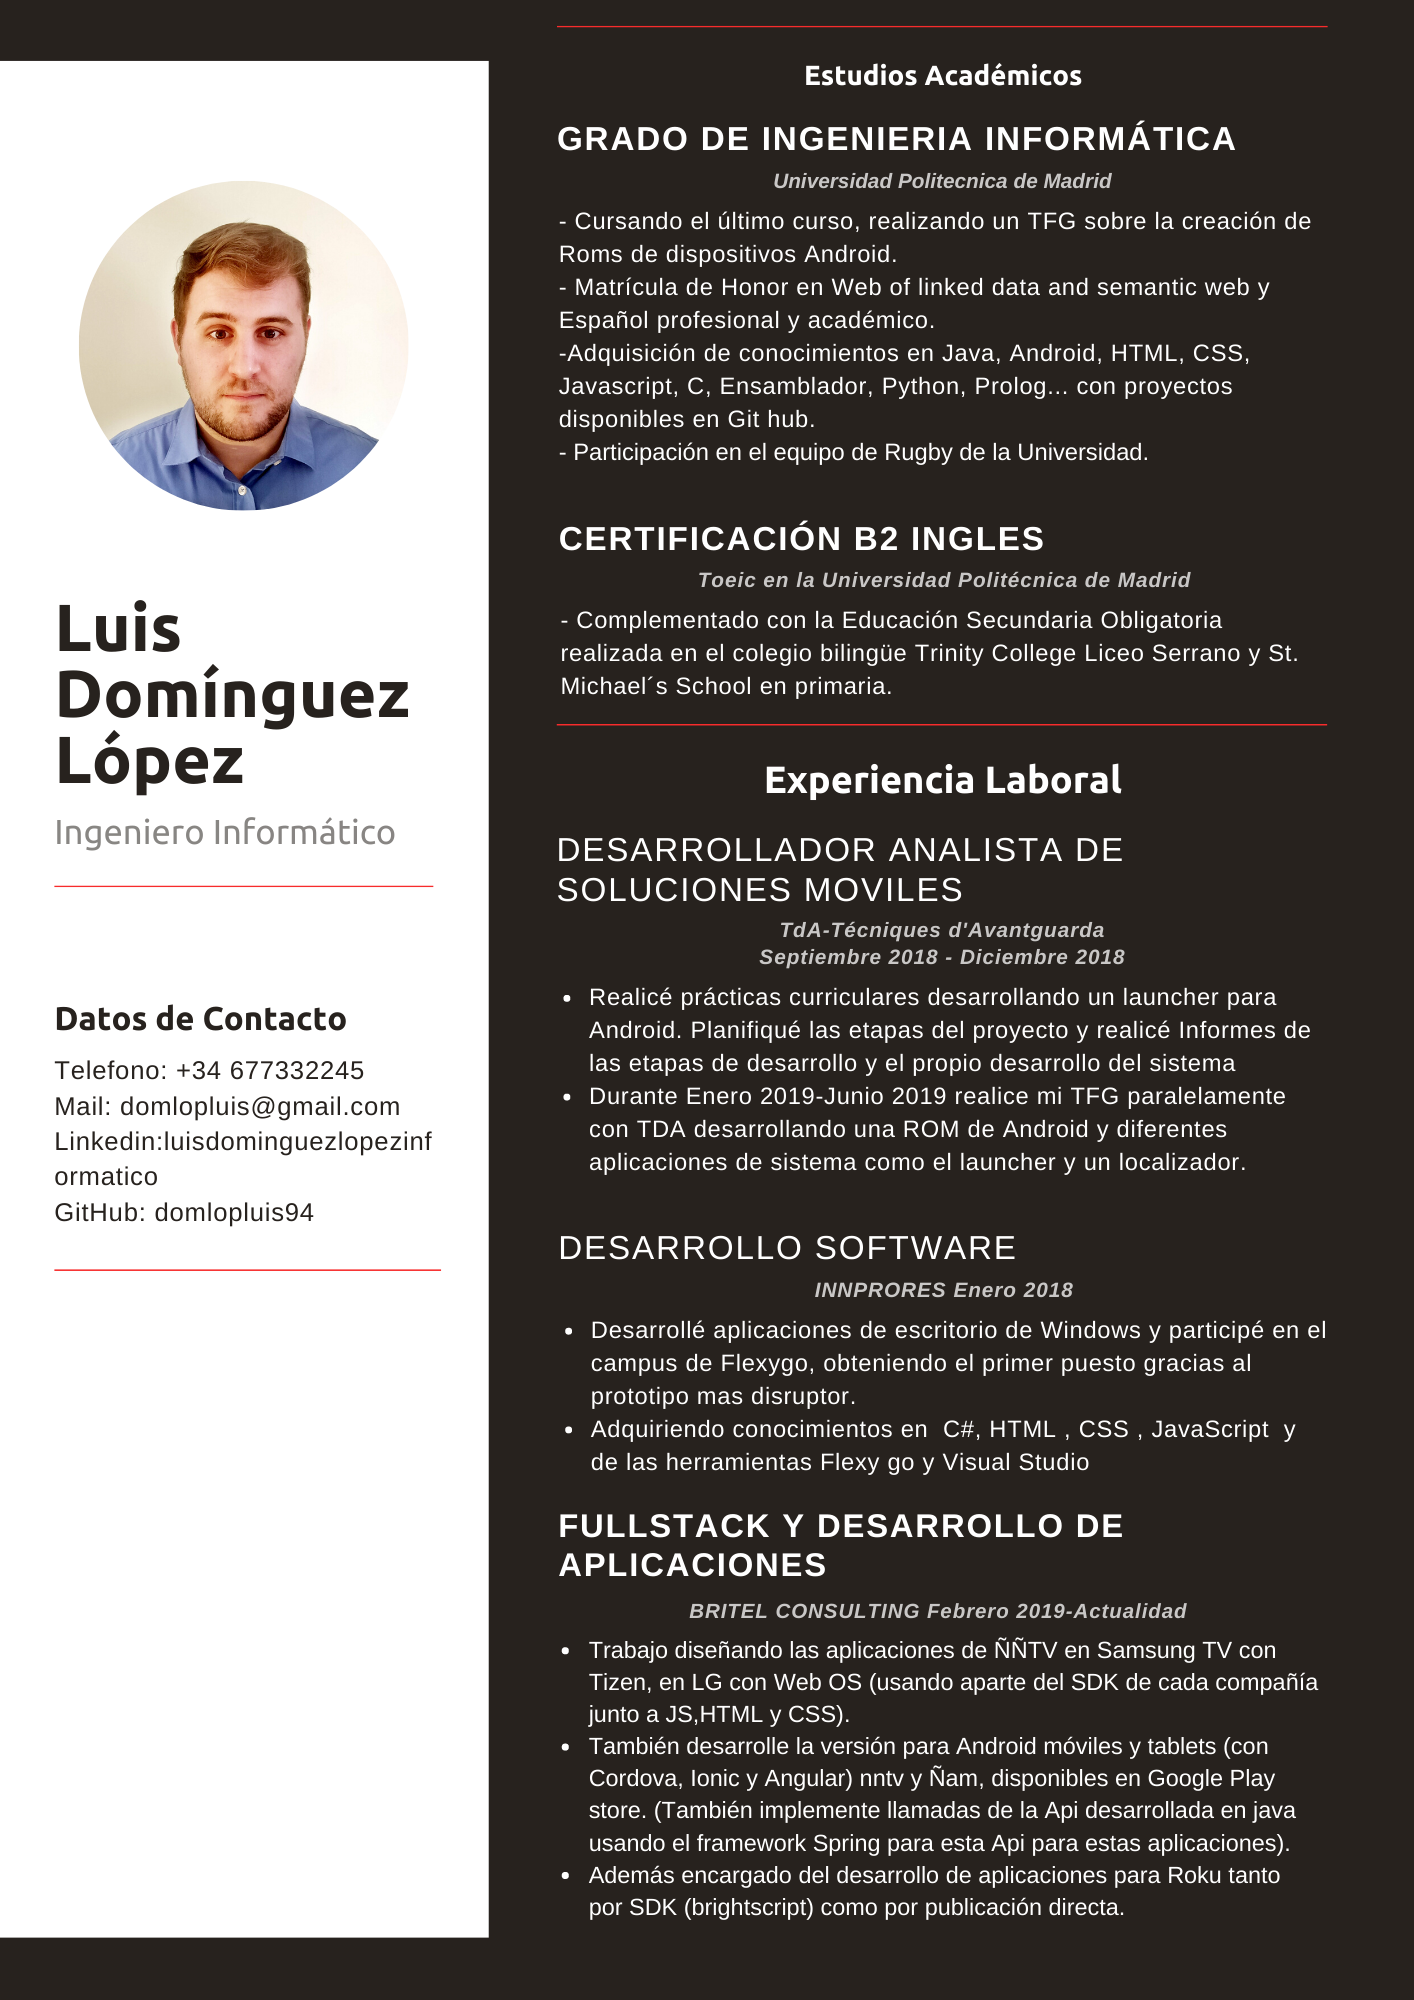 Luis
Domínguez
López
Ingeniero Informático
Datos de Contacto
Telefono: +34 677332245
Mail: domlopluis@gmail.com
Linkedin:luisdominguezlopezinf
ormatico
GitHub: domlopluis94
Estudios Académicos
GRADO DE INGENIERIA INFORMÁTICA
Universidad Politecnica de Madrid
- Cursando el último curso, realizando un TFG sobre la creación de
Roms de dispositivos Android.
- Matrícula de Honor en Web of linked data and semantic web y
Español profesional y académico.
-Adquisición de conocimientos en Java, Android, HTML, CSS,
Javascript, C, Ensamblador, Python, Prolog... con proyectos
disponibles en Git hub.
- Participación en el equipo de Rugby de la Universidad.
CERTIFICACIÓN B2 INGLES
Toeic en la Universidad Politécnica de Madrid
- Complementado con la Educación Secundaria Obligatoria
realizada en el colegio bilingüe Trinity College Liceo Serrano y St.
Michael´s School en primaria.
Experiencia Laboral
DESARROLLADOR ANALISTA DE
SOLUCIONES MOVILES
TdA-Técniques d'Avantguarda
Septiembre 2018 - Diciembre 2018
• Realicé prácticas curriculares desarrollando un launcher para
Android. Planifiqué las etapas del proyecto y realicé Informes de
las etapas de desarrollo y el propio desarrollo del sistema
• Durante Enero 2019-Junio 2019 realice mi TFG paralelamente
con TDA desarrollando una ROM de Android y diferentes
aplicaciones de sistema como el launcher y un localizador.
DESARROLLO SOFTWARE
INNPRORES Enero 2018
• Desarrollé aplicaciones de escritorio de Windows y participé en el
campus de Flexygo, obteniendo el primer puesto gracias al
prototipo mas disruptor.
• Adquiriendo conocimientos en  C#, HTML , CSS , JavaScript  y
de las herramientas Flexy go y Visual Studio
FULLSTACK Y DESARROLLO DE
APLICACIONES
BRITEL CONSULTING Febrero 2019-Actualidad
• Trabajo diseñando las aplicaciones de ÑÑTV en Samsung TV con
Tizen, en LG con Web OS (usando aparte del SDK de cada compañía
junto a JS,HTML y CSS).
• También desarrolle la versión para Android móviles y tablets (con
Cordova, Ionic y Angular) nntv y Ñam, disponibles en Google Play
store. (También implemente llamadas de la Api desarrollada en java
usando el framework Spring para esta Api para estas aplicaciones).
• Además encargado del desarrollo de aplicaciones para Roku tanto
por SDK (brightscript) como por publicación directa.